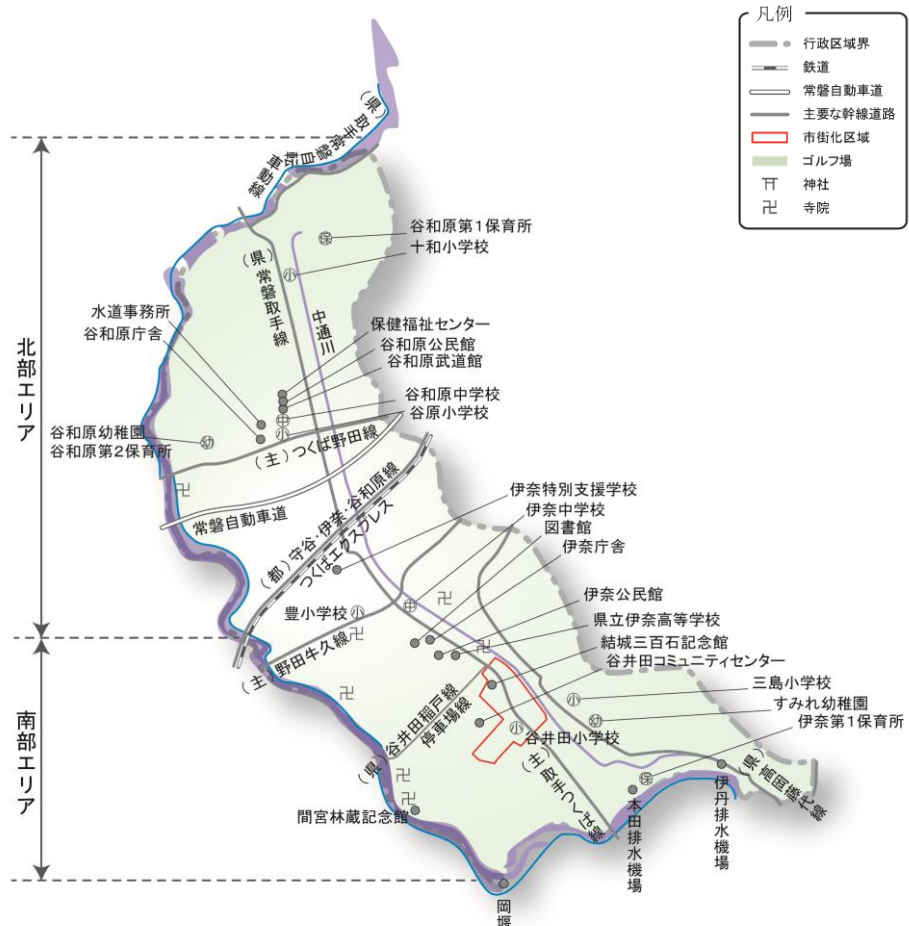 凡例
行政区域界
鉄道
常磐自動車道
主要な幹線道路
市街化区域
ゴルフ場
神社
寺院
北部エリア
南部エリア
(県)取手常磐自転
車動線
谷和原第1保育所
十和小学校
(県)常磐取手線
中通川
水道事務所
谷和原庁舎
保健福祉センター
谷和原公民館
谷和原武道館
谷和原中学校
谷原小学校
谷和原幼稚園
谷和原第2保育所
(主)つくば野田線
常磐自動車道
(都)守谷・伊奈・谷和原線
つくばエクスプレス
伊奈特別支援学校
伊奈中学校
図書館
伊奈庁舎
豊小学校
(主)野田牛久線
伊奈公民館
県立伊奈高等学校
結城三百石記念館
谷井田コミュニティセンター
三島小学校
すみれ幼稚園
伊奈第1保育所
(県)谷井田稲戸線
停車場線
谷井田小学校
(主)取手つくば線
(県)高岡藤代線
間宮林蔵記念館
本田排水機場
伊丹排水機場
岡堰
保
小
幼
中
小
小
中
小
幼
小
保